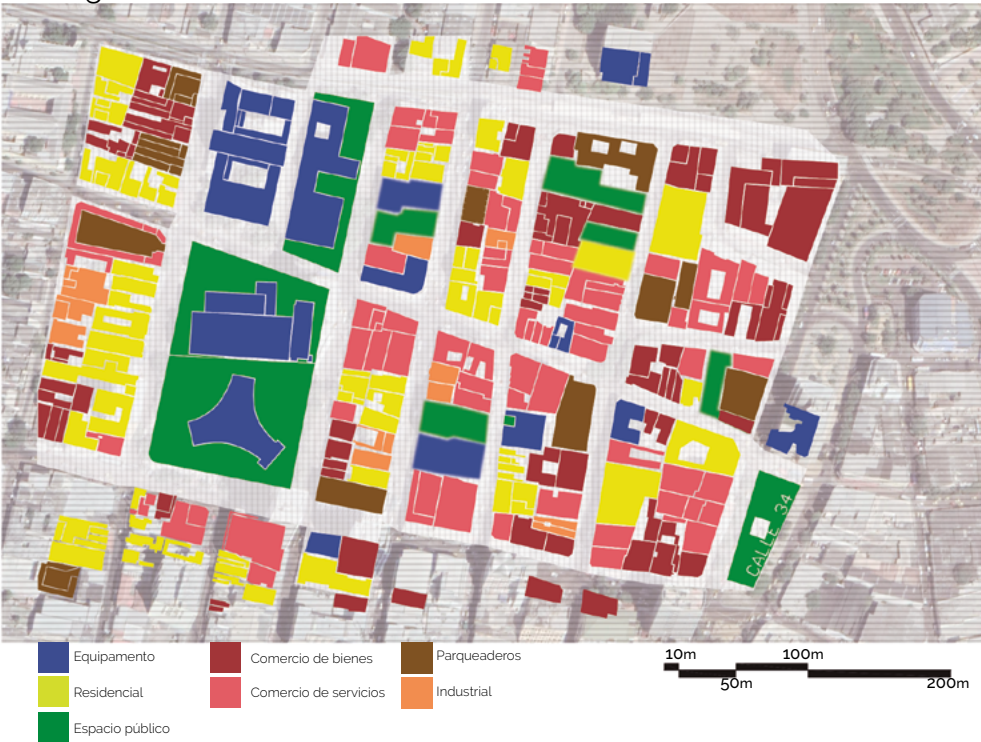 CALLE 34
Equipamento
Residencial
Espacio público
Comercio de bienes
Comercio de servicios
Parqueaderos
Industrial
10m
100m
50m
200m